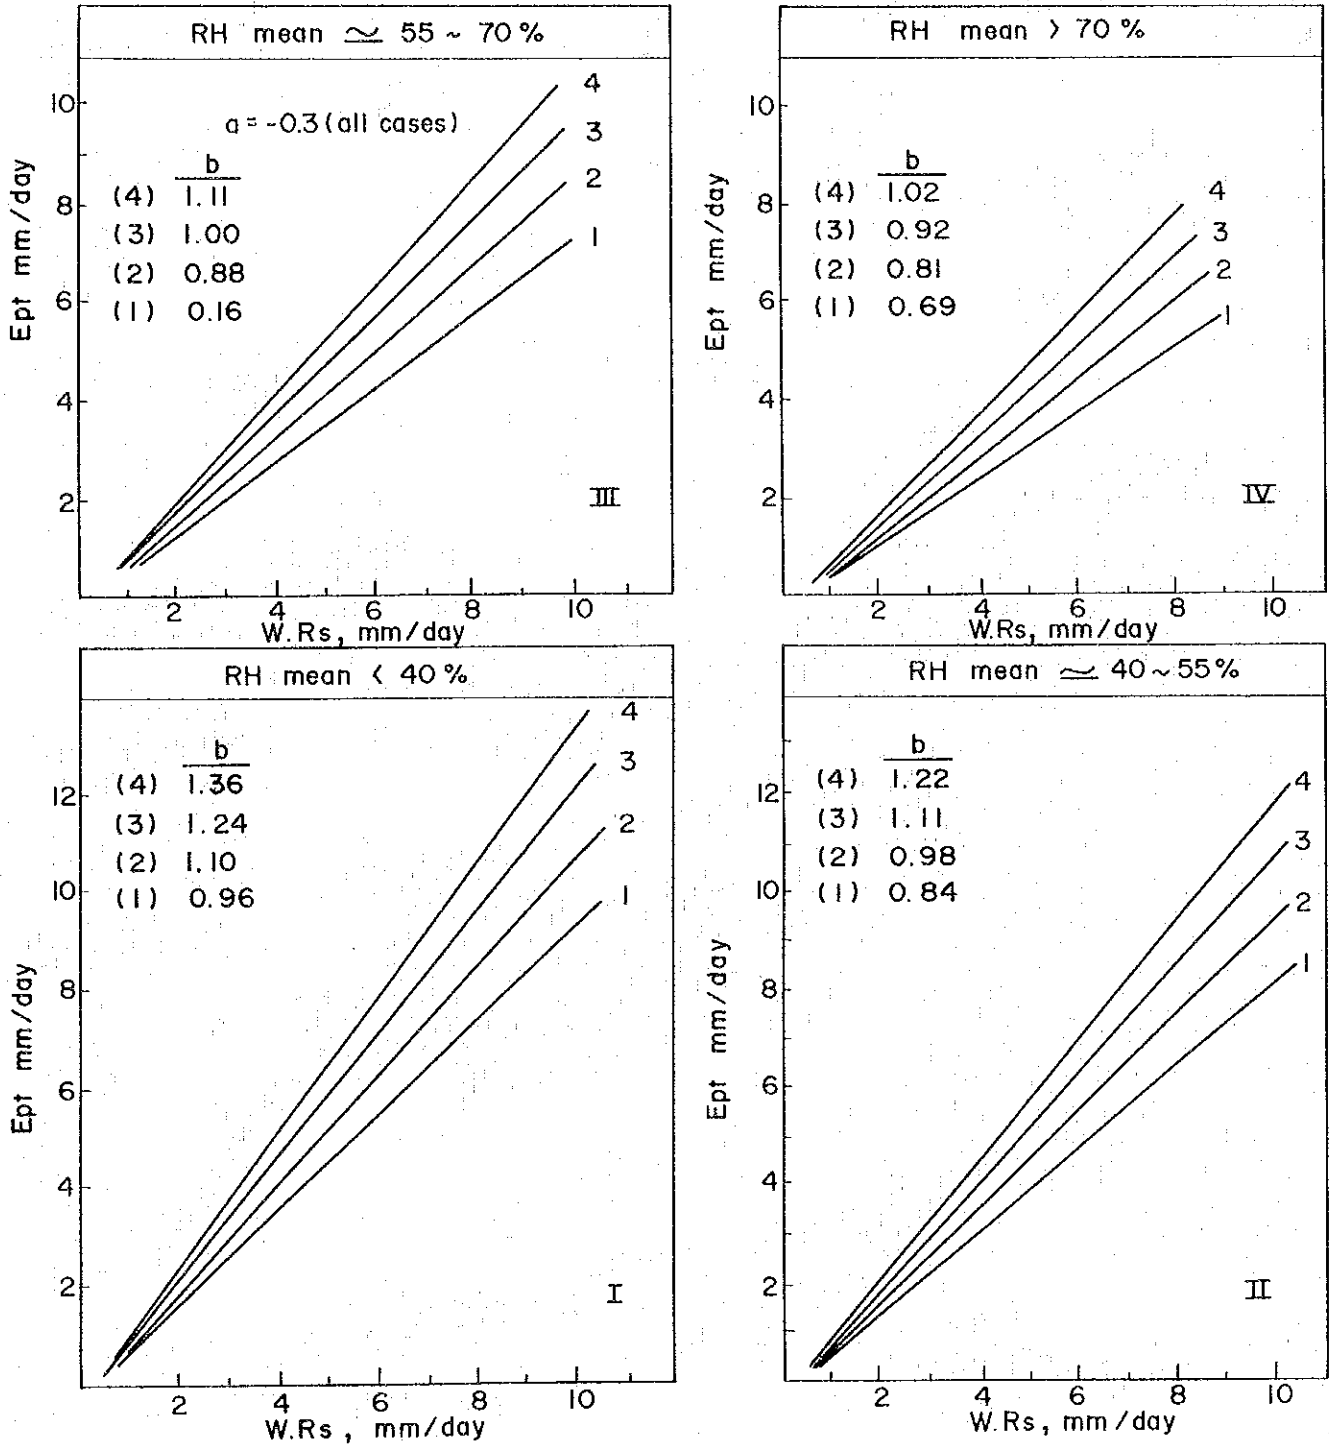 RH mean ≃ 55 ~ 70 %
a = -0.3 (all cases)
b
(4) 1.11
(3) 1.00
(2) 0.88
(1) 0.16
4
3
2
1
10
8
6
4
2
Ept mm/day
III
2 4 6 8 10
W.Rs, mm/day
RH mean > 70 %
b
(4) 1.02
(3) 0.92
(2) 0.81
(1) 0.69
4
3
2
1
10
8
6
4
2
Ept mm/day
IV
2 4 6 8 10
W.Rs, mm/day
RH mean < 40 %
b
(4) 1.36
(3) 1.24
(2) 1.10
(1) 0.96
4
3
2
1
12
10
8
6
4
2
Ept mm/day
I
2 4 6 8 10
W.Rs , mm/day
RH mean ≃ 40 ~ 55 %
b
(4) 1.22
(3) 1.11
(2) 0.98
(1) 0.84
4
3
2
1
12
10
8
6
4
2
Ept mm/day
II
2 4 6 8 10
W.Rs, mm/day